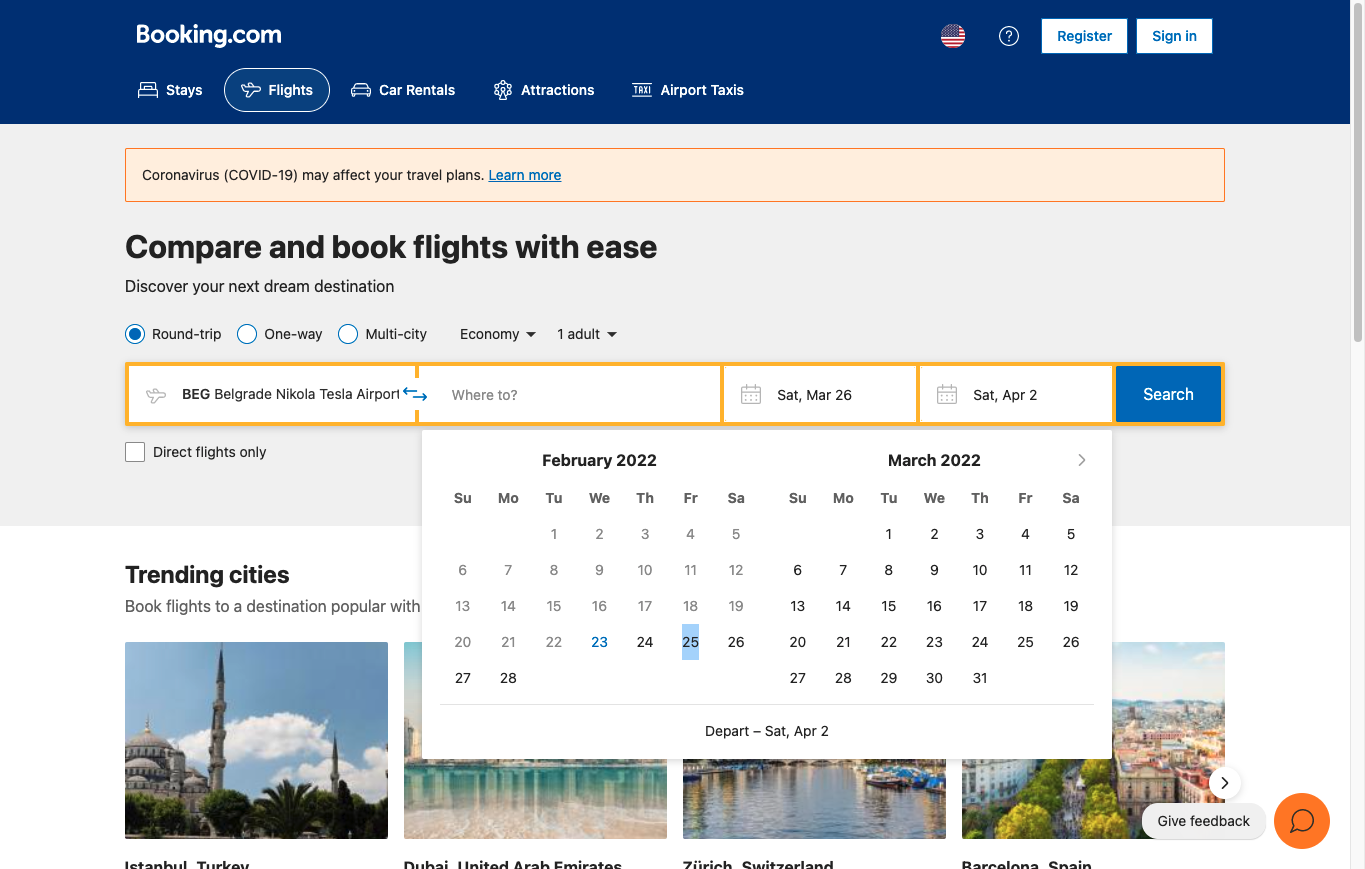 Booking.com
Register
Sign in
Stays
Flights
Car Rentals
Attractions
TAXI
Airport Taxis
Coronavirus (COVID-19) may affect your travel plans. Learn more
Compare and book flights with ease
Discover your next dream destination
Round-trip
One-way
Multi-city
Economy
1 adult
BEG Belgrade Nikola Tesla Airport
Where to?
Sat, Mar 26
Sat, Apr 2
Search
Direct flights only
February 2022
Su Mo Tu We Th Fr Sa
1 2 3 4 5
6 7 8 9 10 11 12
13 14 15 16 17 18 19
20 21 22 23 24 25 26
27 28
March 2022
Su Mo Tu We Th Fr Sa
1 2 3 4 5
6 7 8 9 10 11 12
13 14 15 16 17 18 19
20 21 22 23 24 25 26
27 28 29 30 31
Depart – Sat, Apr 2
Trending cities
Book flights to a destination popular with
Give feedback
Istanbul, Turkey
Dubai, United Arab Emirates
Zürich, Switzerland
Barcelona, Spain